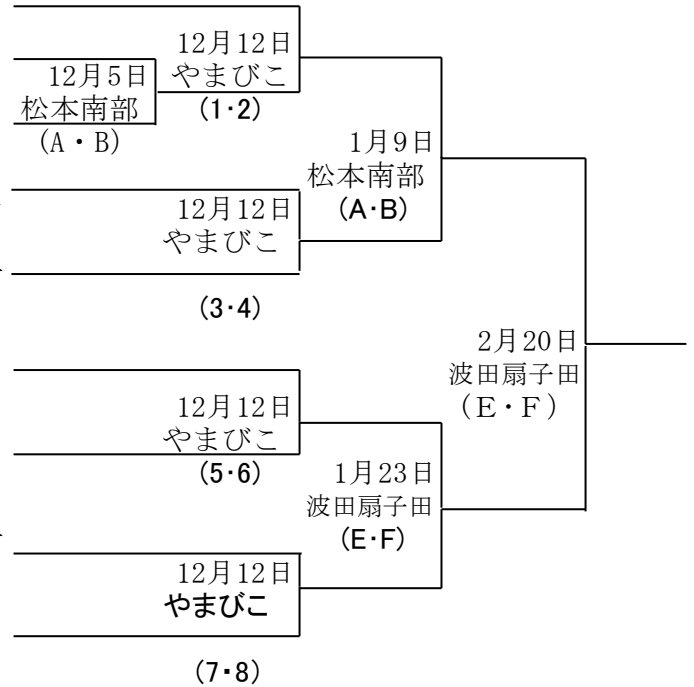 12月12日
やまびこ
(1·2)
12月5日
松本南部
(A・B)
1月9日
松本南部
(A·B)
12月12日
やまびこ
(3·4)
2月20日
波田扇子田
(E・F)
12月12日
やまびこ
(5·6)
1月23日
波田扇子田
(E·F)
12月12日
やまびこ
(7·8)